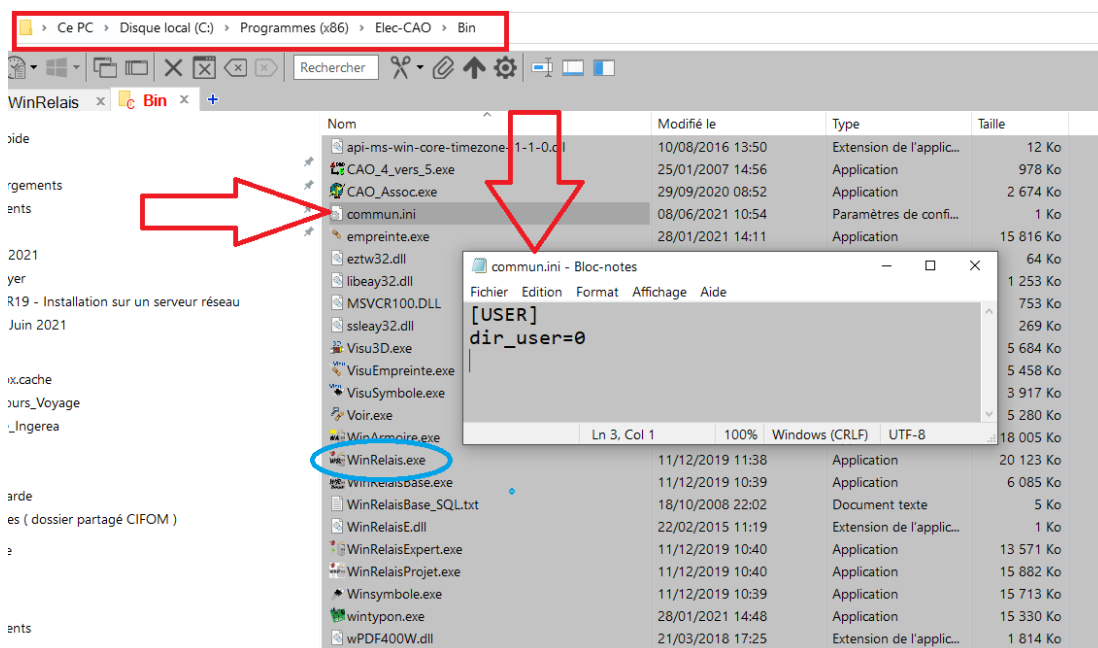 > Ce PC > Disque local (C:) > Programmes (x86) > Elec-CAO > Bin
Rechercher
WinRelais x Bin x +
Nom Modifié le Type Taille
pide
rgements
ents
2021
yer
R19 - Installation sur un serveur réseau
Juin 2021
ox.cache
ours_Voyage
_Ingerea
arde
es ( dossier partagé CIFOM )
e
ents
api-ms-win-core-timezone- 1-1-0.dll 10/08/2016 13:50 Extension de l'applic... 12 Ko
CAO_4_vers_5.exe 25/01/2007 14:56 Application 978 Ko
CAO_Assoc.exe 29/09/2020 08:52 Application 2 674 Ko
commun.ini 08/06/2021 10:54 Paramètres de confi... 1 Ko
empreinte.exe 28/01/2021 14:11 Application 15 816 Ko
eztw32.dll 64 Ko
libeay32.dll 1 253 Ko
MSVCR100.DLL 753 Ko
ssleay32.dll 269 Ko
Visu3D.exe 5 684 Ko
VisuEmpreinte.exe 5 458 Ko
VisuSymbole.exe 3 917 Ko
Voir.exe 5 280 Ko
WinArmoire.exe 18 005 Ko
WinRelais.exe 11/12/2019 11:38 Application 20 123 Ko
WinRelaisBase.exe 11/12/2019 10:39 Application 6 085 Ko
WinRelaisBase_SQL.txt 18/10/2008 22:02 Document texte 5 Ko
WinRelaisE.dll 22/02/2015 11:19 Extension de l'applic... 1 Ko
WinRelaisExpert.exe 11/12/2019 10:40 Application 13 571 Ko
WinRelaisProjet.exe 11/12/2019 10:40 Application 15 882 Ko
Winsymbole.exe 11/12/2019 10:39 Application 15 713 Ko
wintypon.exe 28/01/2021 14:48 Application 15 330 Ko
wPDF400W.dll 21/03/2018 17:25 Extension de l'applic... 1 814 Ko
commun.ini - Bloc-notes
Fichier Edition Format Affichage Aide
[USER]
dir_user=0
Ln 3, Col 1 100% Windows (CRLF) UTF-8